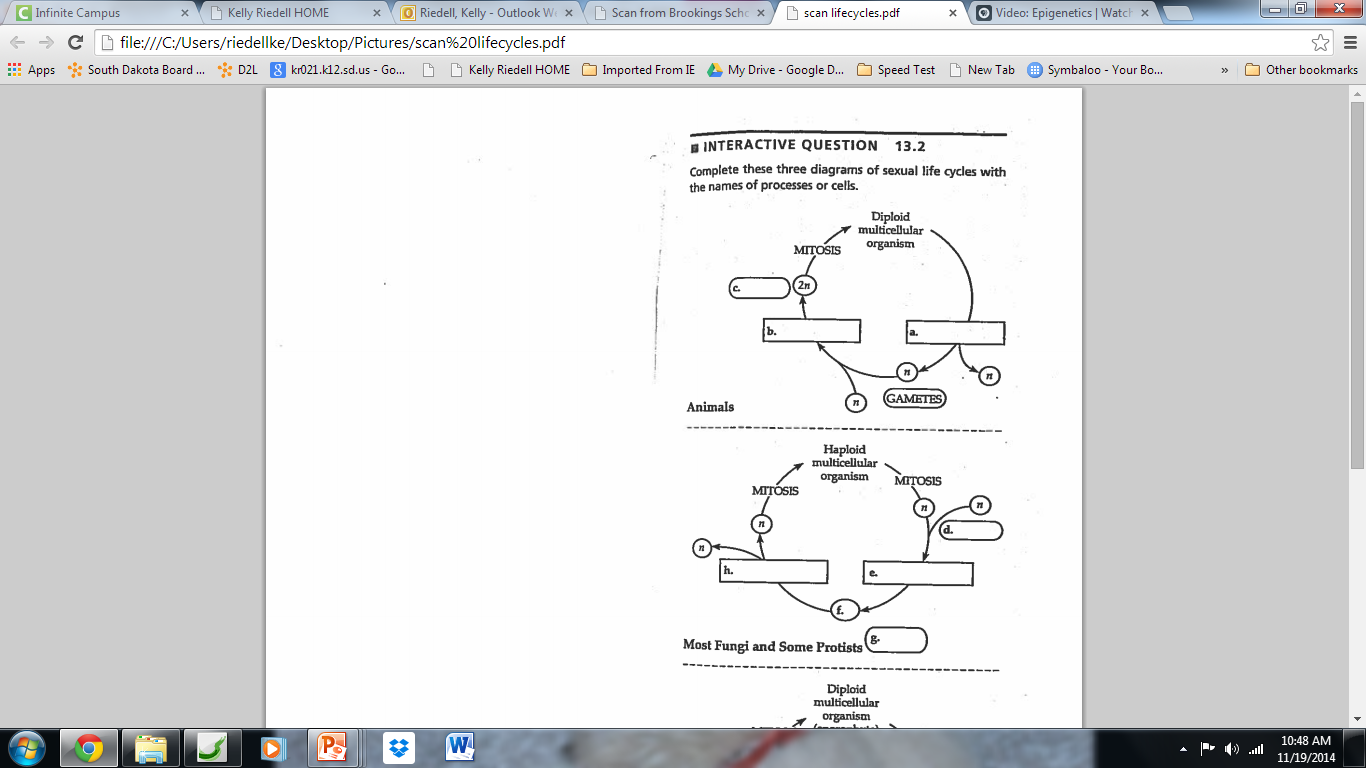 Infinite Campus
Kelly Riedell HOME
Riedell, Kelly - Outlook We
Scan from Brookings Scho
scan lifecycles.pdf
Video: Epigenetics | Watch
file:///C:/Users/riedellke/Desktop/Pictures/scan%20lifecycles.pdf
Apps
South Dakota Board ...
D2L
kr021.k12.sd.us - Go...
Kelly Riedell HOME
Imported From IE
My Drive - Google D...
Speed Test
New Tab
Symbaloo - Your Bo...
»
Other bookmarks
INTERACTIVE QUESTION 13.2
Complete these three diagrams of sexual life cycles with
the names of processes or cells.
Diploid
multicellular
organism
MITOSIS
c.
2n
b.
a.
n
n
n
GAMETES
Animals
Haploid
multicellular
organism
MITOSIS
MITOSIS
n
n
n
d.
n
h.
e.
f.
g.
Most Fungi and Some Protists
Diploid
multicellular
organism
10:48 AM
11/19/2014